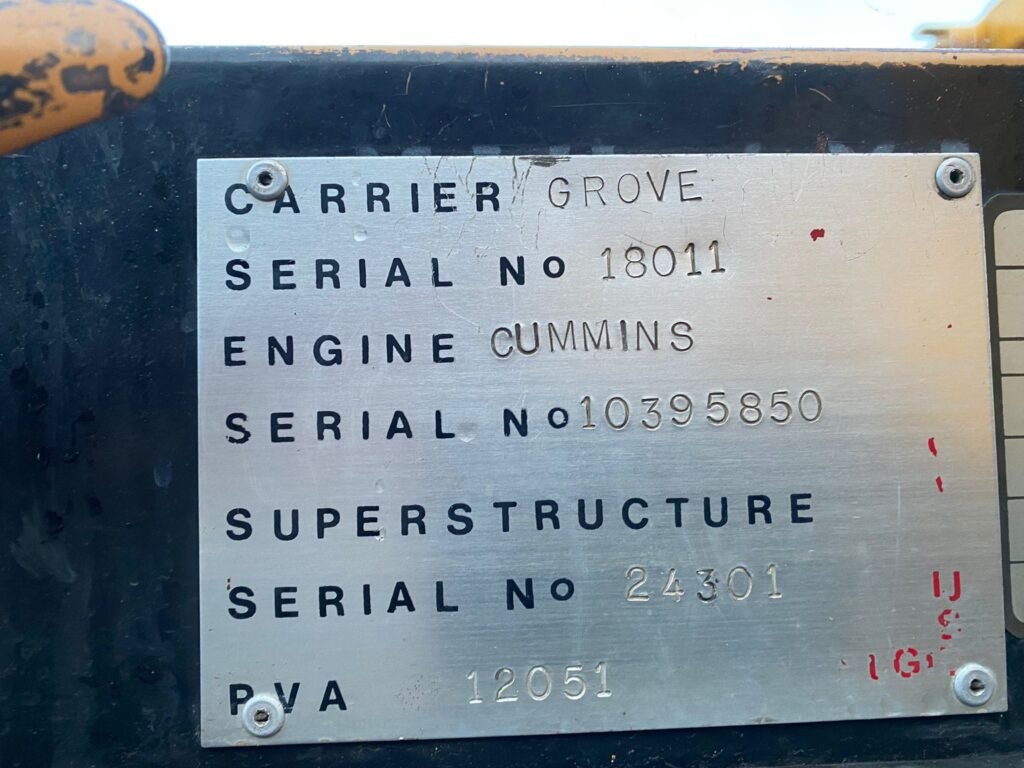 CARRIER GROVE
SERIAL No 18011
ENGINE CUMMINS
SERIAL No 10395850
SUPERSTRUCTURE
SERIAL No 24301
PVA 12051